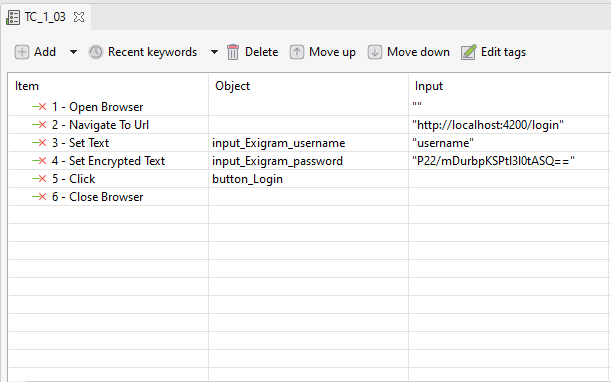 TC_1_03
Add Recent keywords Delete Move up Move down Edit tags
Item Object Input
1 - Open Browser ""
2 - Navigate To Url "http://localhost:4200/login"
3 - Set Text input_Exigram_username "username"
4 - Set Encrypted Text input_Exigram_password "P22/mDurbpKSPtI3I0tASQ=="
5 - Click button_Login
6 - Close Browser